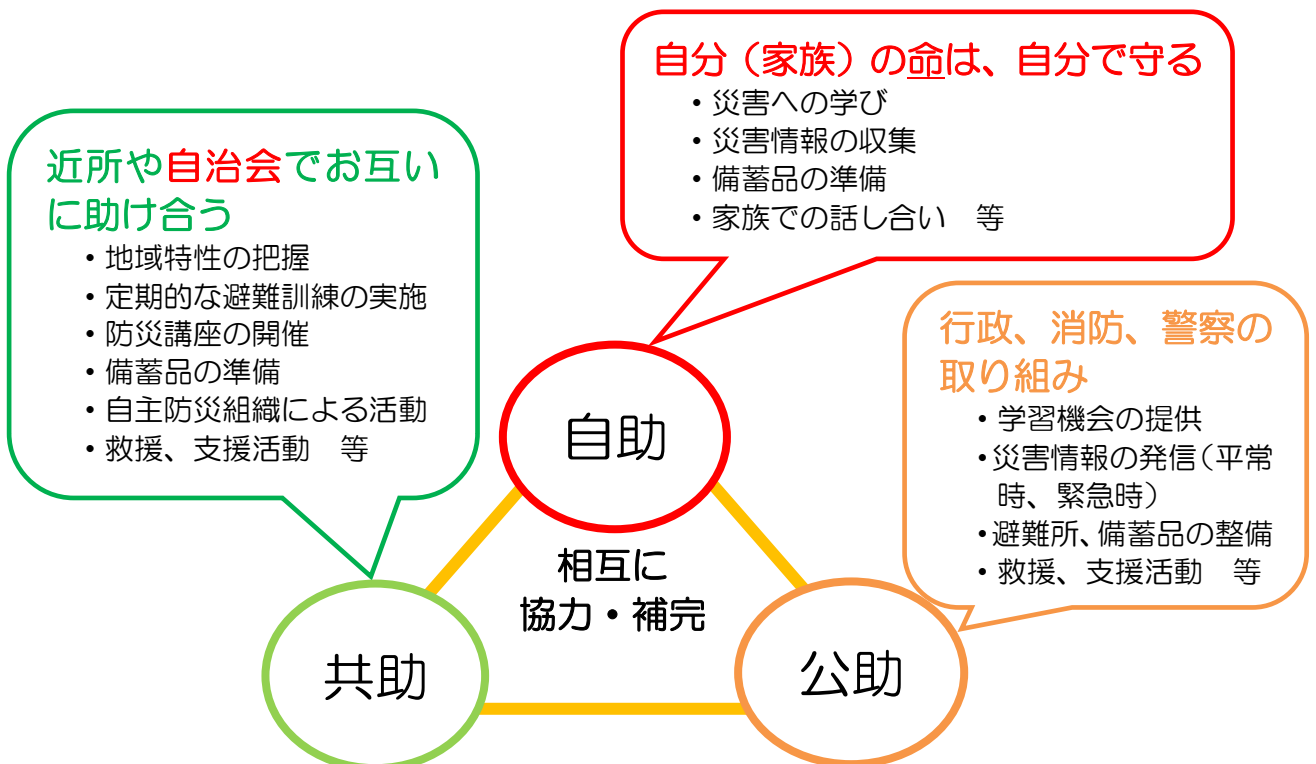 自分（家族）の命は、自分で守る
・災害への学び
・災害情報の収集
・備蓄品の準備
・家族での話し合い　等
近所や自治会でお互い
に助け合う
・地域特性の把握
・定期的な避難訓練の実施
・防災講座の開催
・備蓄品の準備
・自主防災組織による活動
・救援、支援活動　等
行政、消防、警察の
取り組み
・学習機会の提供
・災害情報の発信（平常
時、緊急時）
・避難所、備蓄品の整備
・救援、支援活動　等
自助
相互に
協力・補完
共助
公助